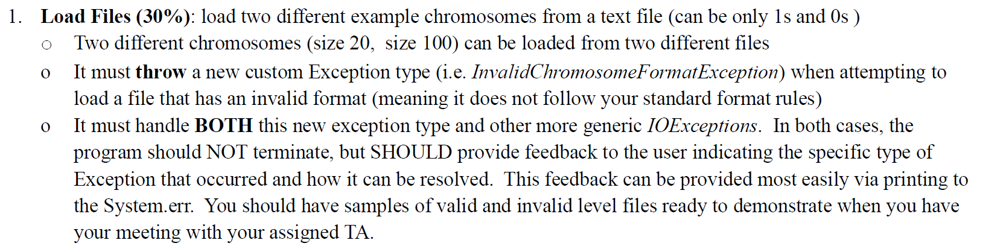 1. Load Files (30%): load two different example chromosomes from a text file (can be only 1s and 0s )
○ Two different chromosomes (size 20, size 100) can be loaded from two different files
o It must throw a new custom Exception type (i.e. InvalidChromosomeFormatException) when attempting to
load a file that has an invalid format (meaning it does not follow your standard format rules)
o It must handle BOTH this new exception type and other more generic IOExceptions. In both cases, the
program should NOT terminate, but SHOULD provide feedback to the user indicating the specific type of
Exception that occurred and how it can be resolved. This feedback can be provided most easily via printing to
the System.err. You should have samples of valid and invalid level files ready to demonstrate when you have
your meeting with your assigned TA.